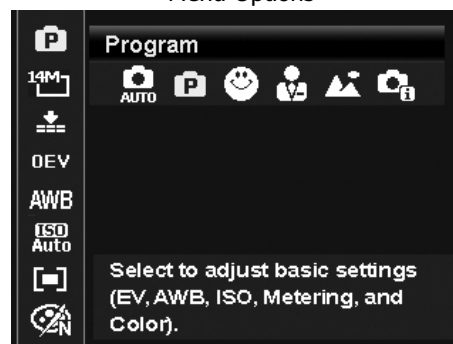 Menu Options
P
Program
14M
AUTO P i
0EV
AWB
ISO
Auto
Select to adjust basic settings
(EV, AWB, ISO, Metering, and
Color).
N